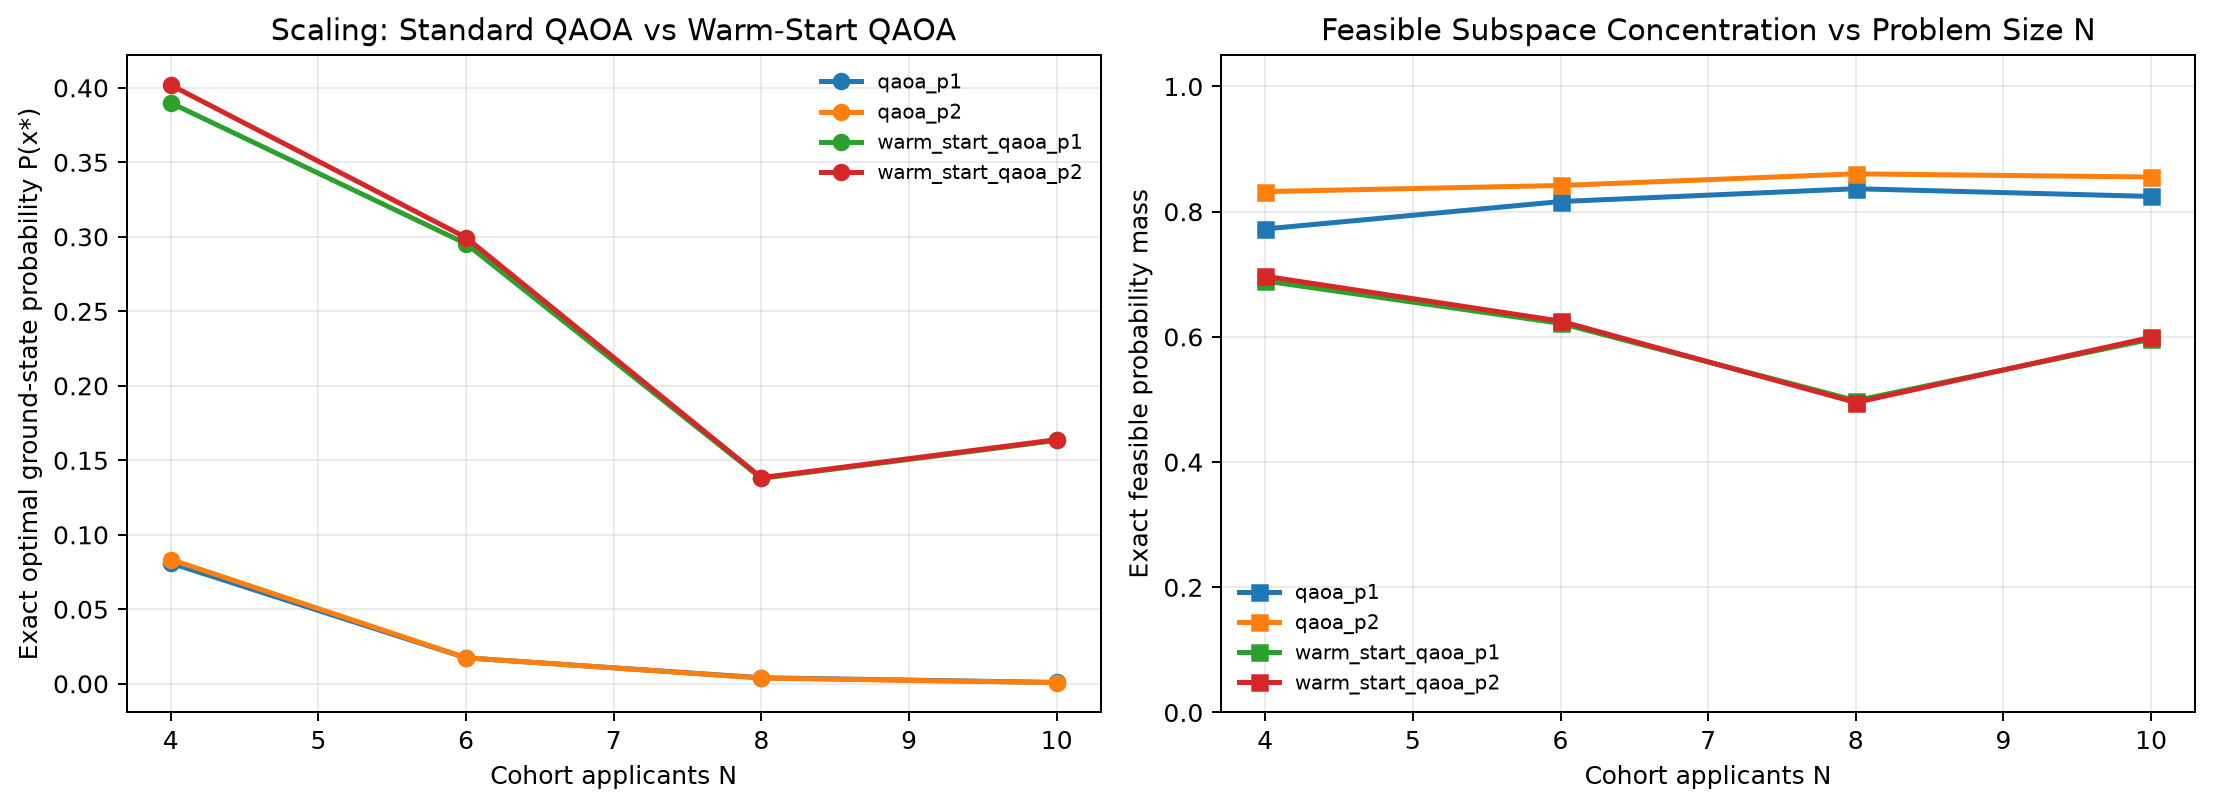 Scaling: Standard QAOA vs Warm-Start QAOA
Exact optimal ground-state probability P(x*)
0.40
0.35
0.30
0.25
0.20
0.15
0.10
0.05
0.00
qaoa_p1
qaoa_p2
warm_start_qaoa_p1
warm_start_qaoa_p2
4 5 6 7 8 9 10
Cohort applicants N
Feasible Subspace Concentration vs Problem Size N
Exact feasible probability mass
1.0
0.8
0.6
0.4
0.2
0.0
qaoa_p1
qaoa_p2
warm_start_qaoa_p1
warm_start_qaoa_p2
4 5 6 7 8 9 10
Cohort applicants N